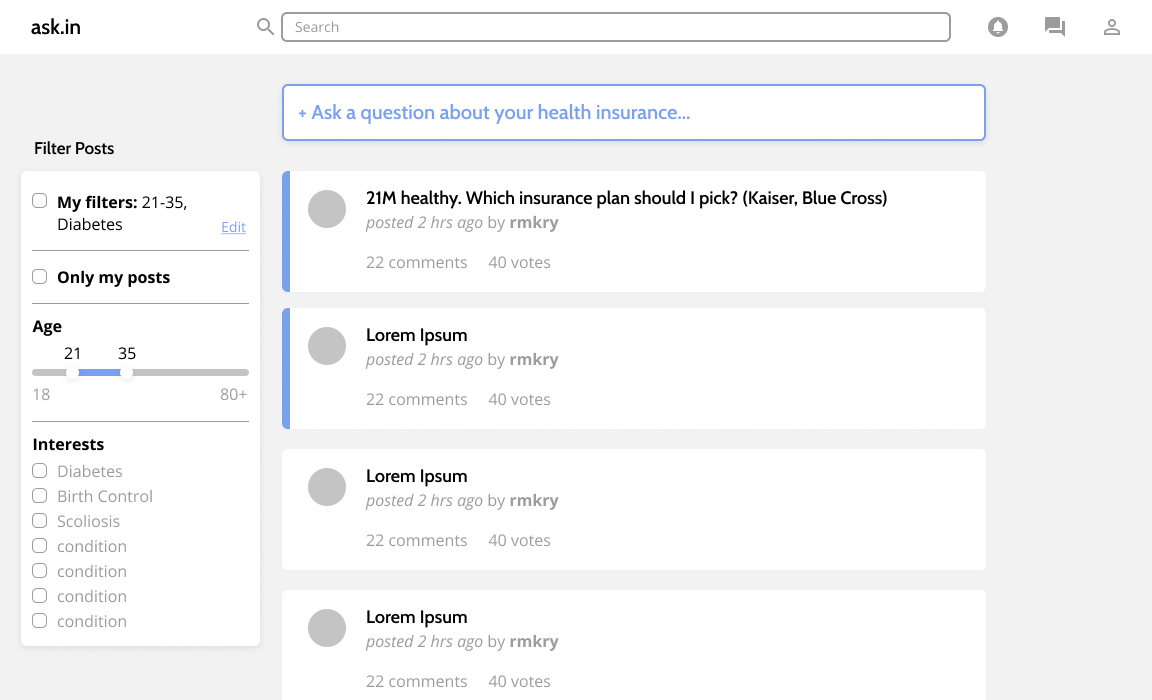 ask.in
Search
+ Ask a question about your health insurance...
Filter Posts
My filters: 21-35,
Diabetes
Edit
Only my posts
Age
21 35
18 80+
Interests
Diabetes
Birth Control
Scoliosis
condition
condition
condition
condition
21M healthy. Which insurance plan should I pick? (Kaiser, Blue Cross)
posted 2 hrs ago by rmkry
22 comments 40 votes
Lorem Ipsum
posted 2 hrs ago by rmkry
22 comments 40 votes
Lorem Ipsum
posted 2 hrs ago by rmkry
22 comments 40 votes
Lorem Ipsum
posted 2 hrs ago by rmkry
22 comments 40 votes